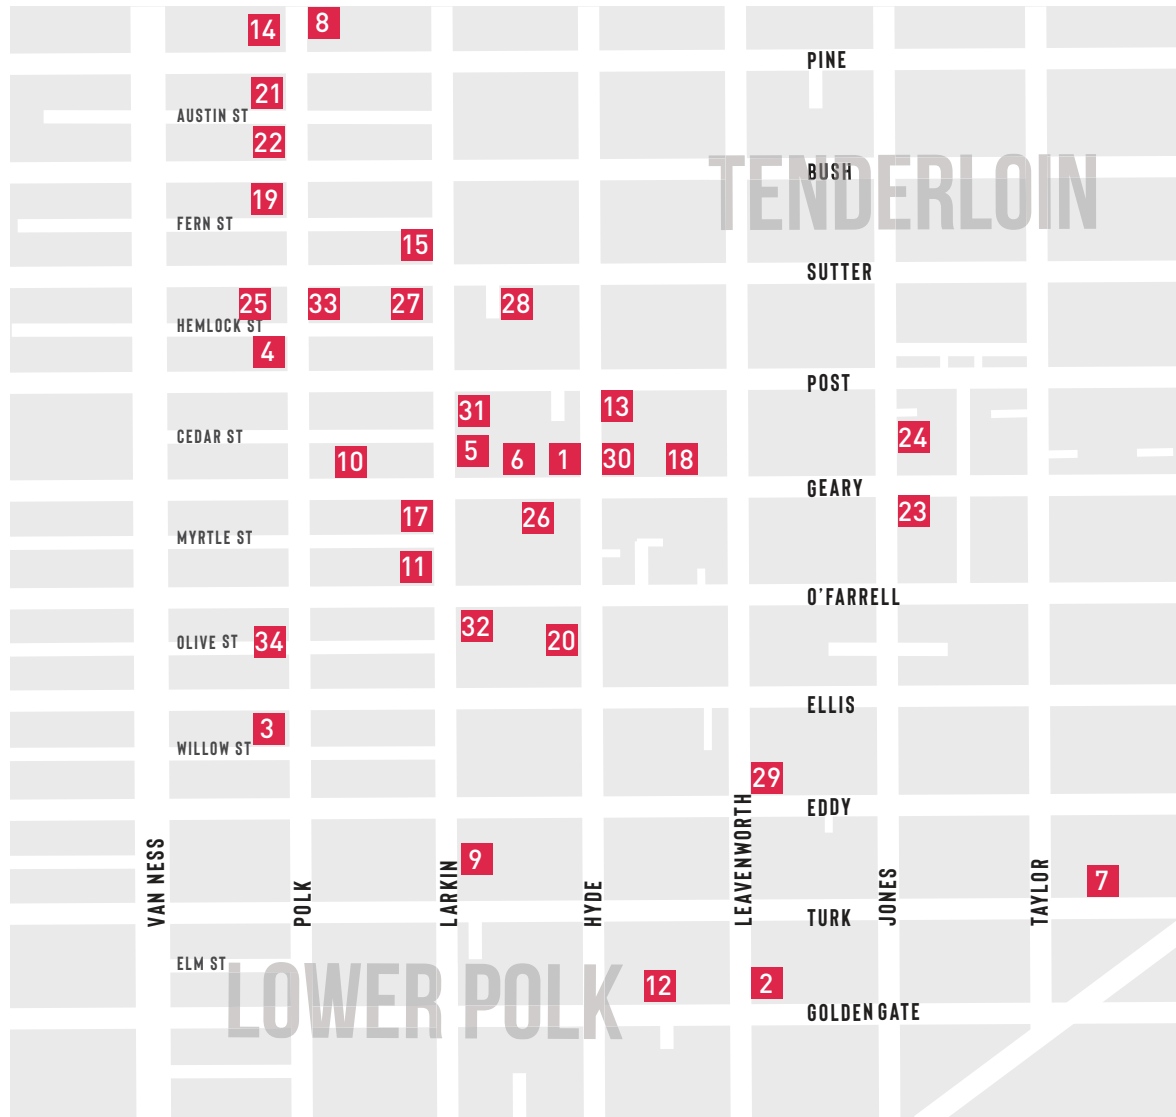 14
8
PINE
21
AUSTIN ST
22
TENDERLOIN
BUSH
19
FERN ST
15
SUTTER
25
33
27
28
HEMLOCK ST
4
POST
31
13
CEDAR ST
24
10
5
6
1
30
18
GEARY
17
26
23
MYRTLE ST
11
O'FARRELL
32
OLIVE ST
34
20
ELLIS
3
WILLOW ST
29
EDDY
9
7
VAN NESS
POLK
LARKIN
HYDE
LEAVENWORTH
TURK
JONES
TAYLOR
ELM ST
LOWER POLK
12
2
GOLDEN GATE